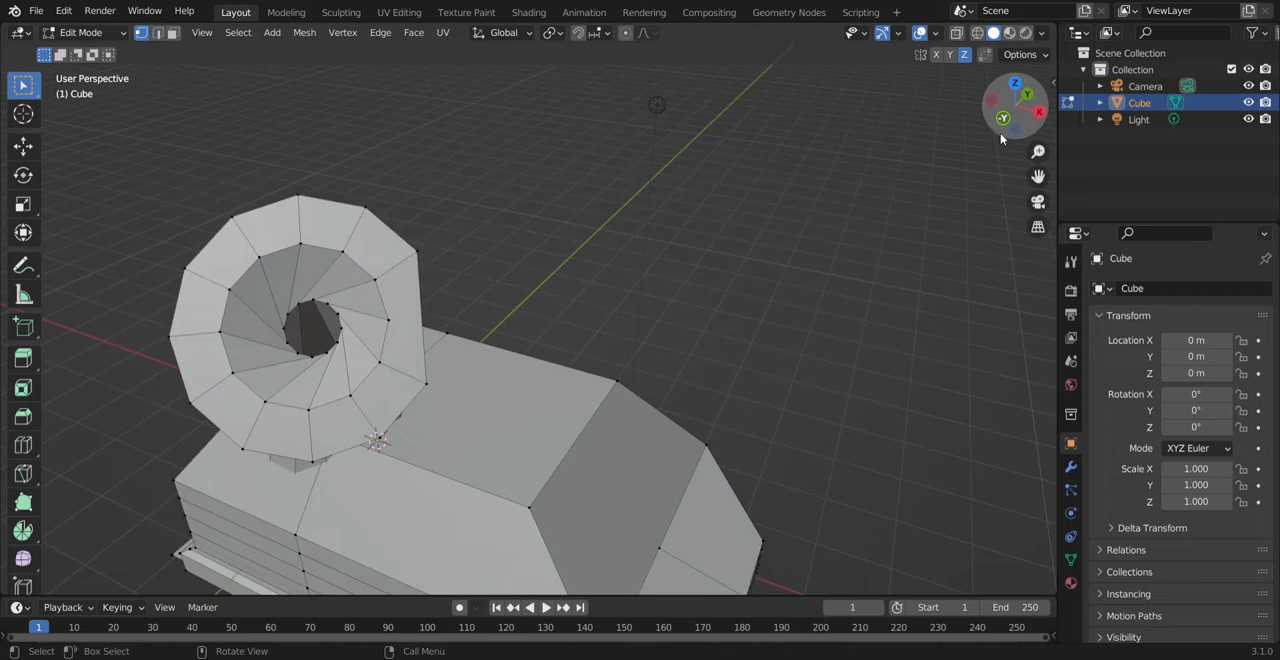 File Edit Render Window Help Layout Modeling Sculpting UV Editing Texture Paint Shading Animation Rendering Compositing Geometry Nodes Scripting + Scene ViewLayer
Edit Mode View Select Add Mesh Vertex Edge Face UV Global
X Y Z Options
User Perspective
(1) Cube
Z
Y
X
-Y
Scene Collection
Collection
Camera
Cube
Light
Cube
Cube
Transform
Location X 0 m
Y 0 m
Z 0 m
Rotation X 0°
Y 0°
Z 0°
Mode XYZ Euler
Scale X 1.000
Y 1.000
Z 1.000
Delta Transform
Relations
Collections
Instancing
Motion Paths
Visibility
Playback Keying View Marker 1 Start 1 End 250
1 10 20 30 40 50 60 70 80 90 100 110 120 130 140 150 160 170 180 190 200 210 220 230 240 250
Select Box Select Rotate View Call Menu 3.1.0